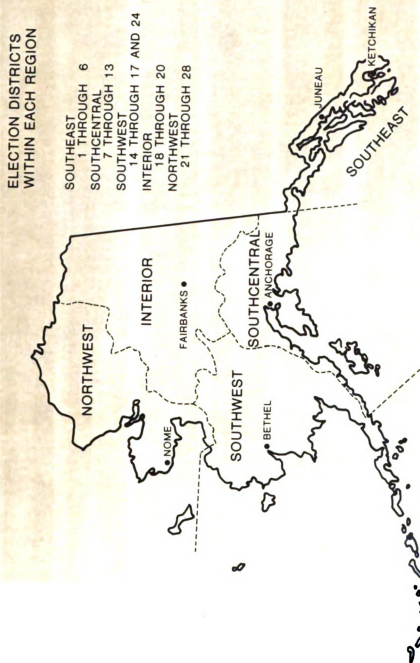 ELECTION DISTRICTS
WITHIN EACH REGION
SOUTHEAST
1 THROUGH 6
SOUTHCENTRAL
7 THROUGH 13
SOUTHWEST
14 THROUGH 17 AND 24
INTERIOR
18 THROUGH 20
NORTHWEST
21 THROUGH 28
NORTHWEST
INTERIOR
FAIRBANKS
NOME
SOUTHWEST
BETHEL
SOUTHCENTRAL
ANCHORAGE
JUNEAU
KETCHIKAN
SOUTHEAST